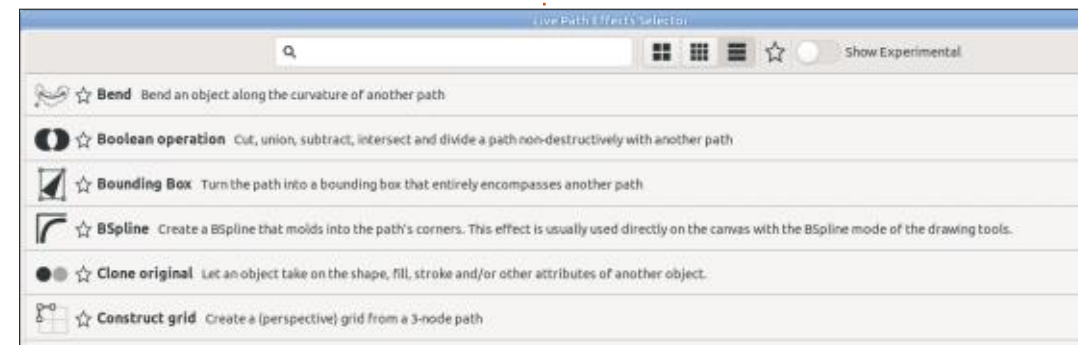 Live Path Effects Selector
Show Experimental
Bend Bend an object along the curvature of another path
Boolean operation Cut, union, subtract, intersect and divide a path non-destructively with another path
Bounding Box Turn the path into a bounding box that entirely encompasses another path
BSpline Create a BSpline that molds into the path's corners. This effect is usually used directly on the canvas with the BSpline mode of the drawing tools.
Clone original Let an object take on the shape, fill, stroke and/or other attributes of another object.
Construct grid Create a (perspective) grid from a 3-node path